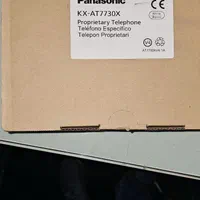 Panasonic
KX-AT7730X
Proprietary Telephone
Teléfono Específico
Telepon Proprietari